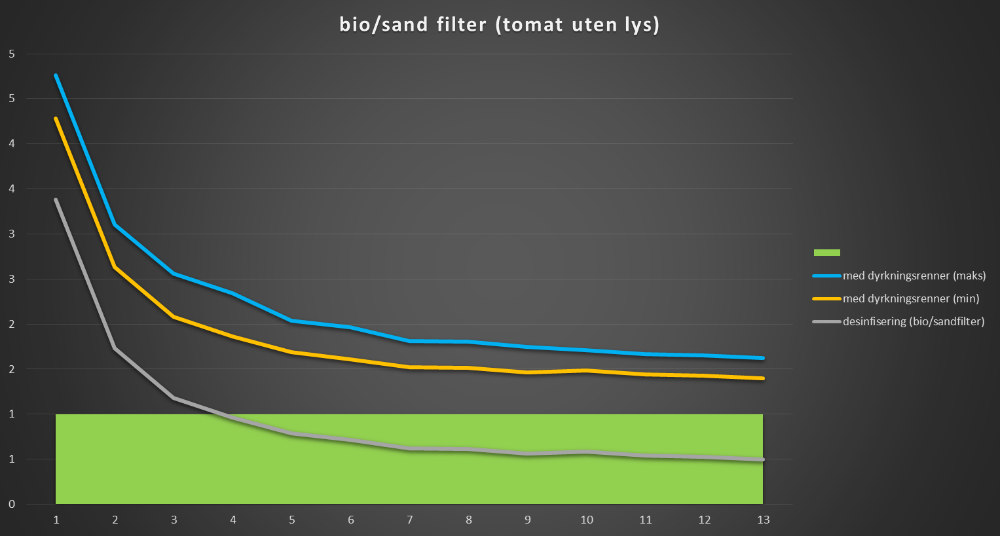 bio/sand filter (tomat uten lys)
5
5
4
4
3
3
2
2
1
1
0
1 2 3 4 5 6 7 8 9 10 11 12 13
med dyrkningsrenner (maks)
med dyrkningsrenner (min)
desinfisering (bio/sandfilter)